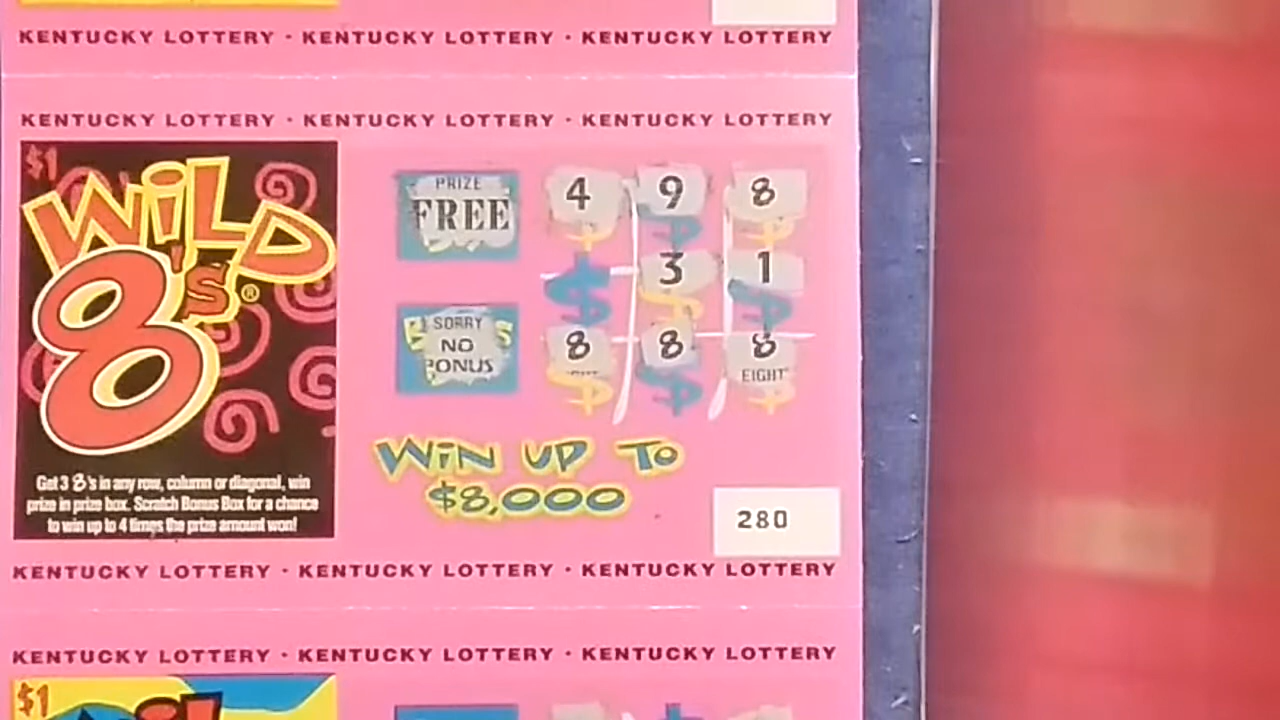 KENTUCKY LOTTERY • KENTUCKY LOTTERY • KENTUCKY LOTTERY
KENTUCKY LOTTERY • KENTUCKY LOTTERY • KENTUCKY LOTTERY
$1
WiLD
8's®
Get 3 8's in any row, column or diagonal, win
prize in prize box. Scratch Bonus Box for a chance
to win up to 4 times the prize amount won!
PRIZE
FREE
SORRY
NO
BONUS
4 9 8
3 1
8 8 8
EIGHT
WiN UP To
$8,000
280
KENTUCKY LOTTERY • KENTUCKY LOTTERY • KENTUCKY LOTTERY
KENTUCKY LOTTERY • KENTUCKY LOTTERY • KENTUCKY LOTTERY
$1